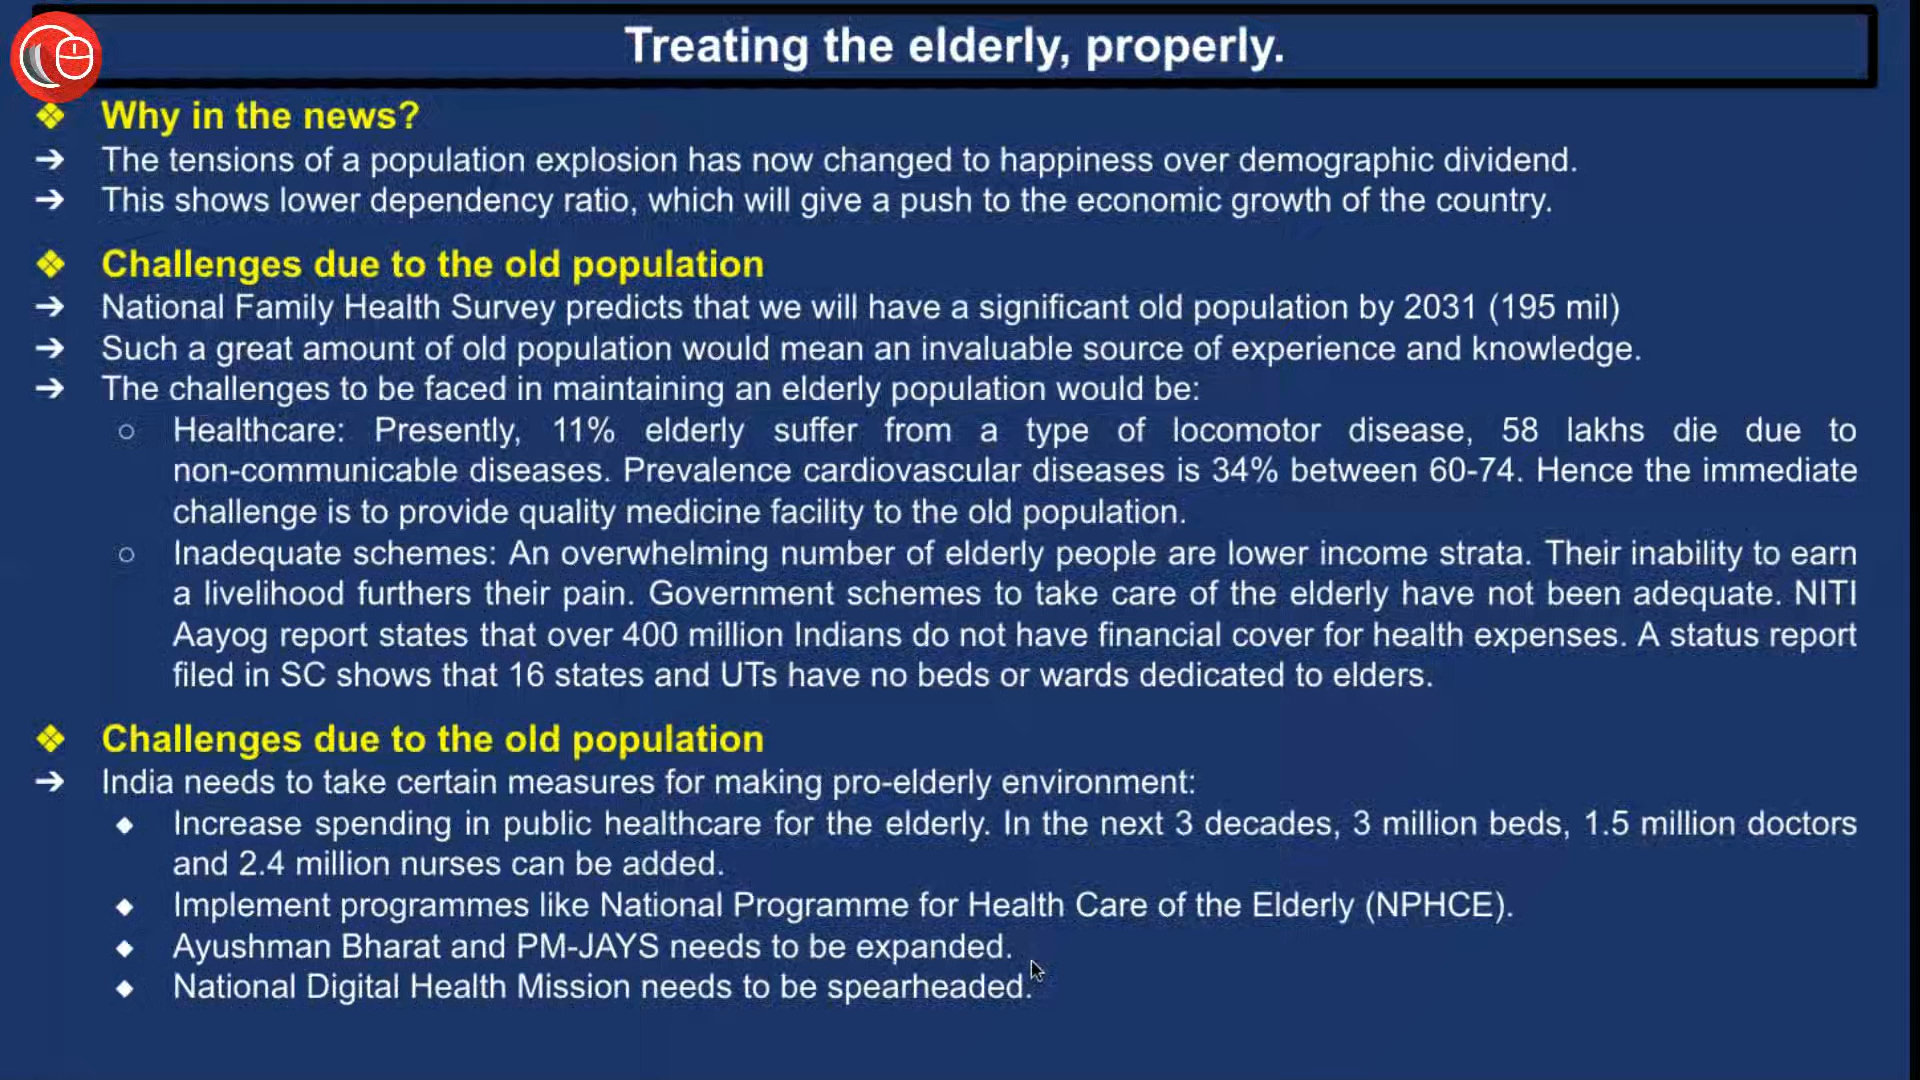 Treating the elderly, properly.
❖ Why in the news?
➔ The tensions of a population explosion has now changed to happiness over demographic dividend.
➔ This shows lower dependency ratio, which will give a push to the economic growth of the country.
❖ Challenges due to the old population
➔ National Family Health Survey predicts that we will have a significant old population by 2031 (195 mil)
➔ Such a great amount of old population would mean an invaluable source of experience and knowledge.
➔ The challenges to be faced in maintaining an elderly population would be:
○ Healthcare: Presently, 11% elderly suffer from a type of locomotor disease, 58 lakhs die due to
non-communicable diseases. Prevalence cardiovascular diseases is 34% between 60-74. Hence the immediate
challenge is to provide quality medicine facility to the old population.
○ Inadequate schemes: An overwhelming number of elderly people are lower income strata. Their inability to earn
a livelihood furthers their pain. Government schemes to take care of the elderly have not been adequate. NITI
Aayog report states that over 400 million Indians do not have financial cover for health expenses. A status report
filed in SC shows that 16 states and UTs have no beds or wards dedicated to elders.
❖ Challenges due to the old population
➔ India needs to take certain measures for making pro-elderly environment:
◆ Increase spending in public healthcare for the elderly. In the next 3 decades, 3 million beds, 1.5 million doctors
and 2.4 million nurses can be added.
◆ Implement programmes like National Programme for Health Care of the Elderly (NPHCE).
◆ Ayushman Bharat and PM-JAYS needs to be expanded.
◆ National Digital Health Mission needs to be spearheaded.